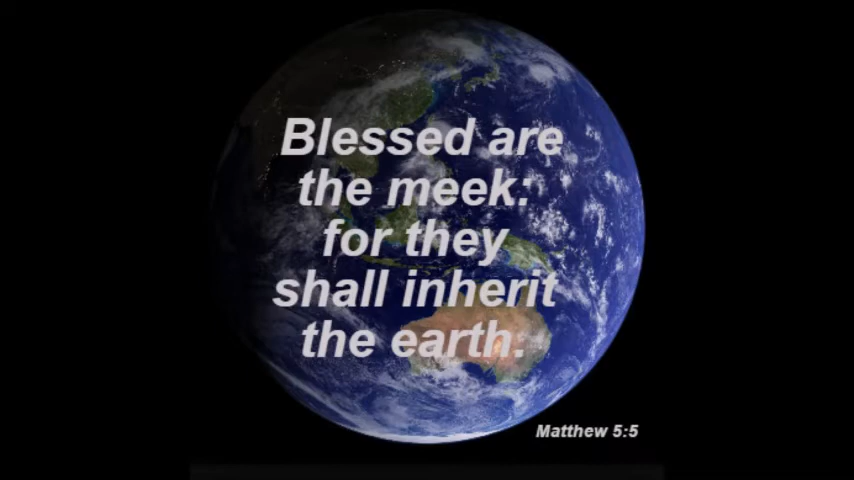 Blessed are
the meek:
for they
shall inherit
the earth.
Matthew 5:5